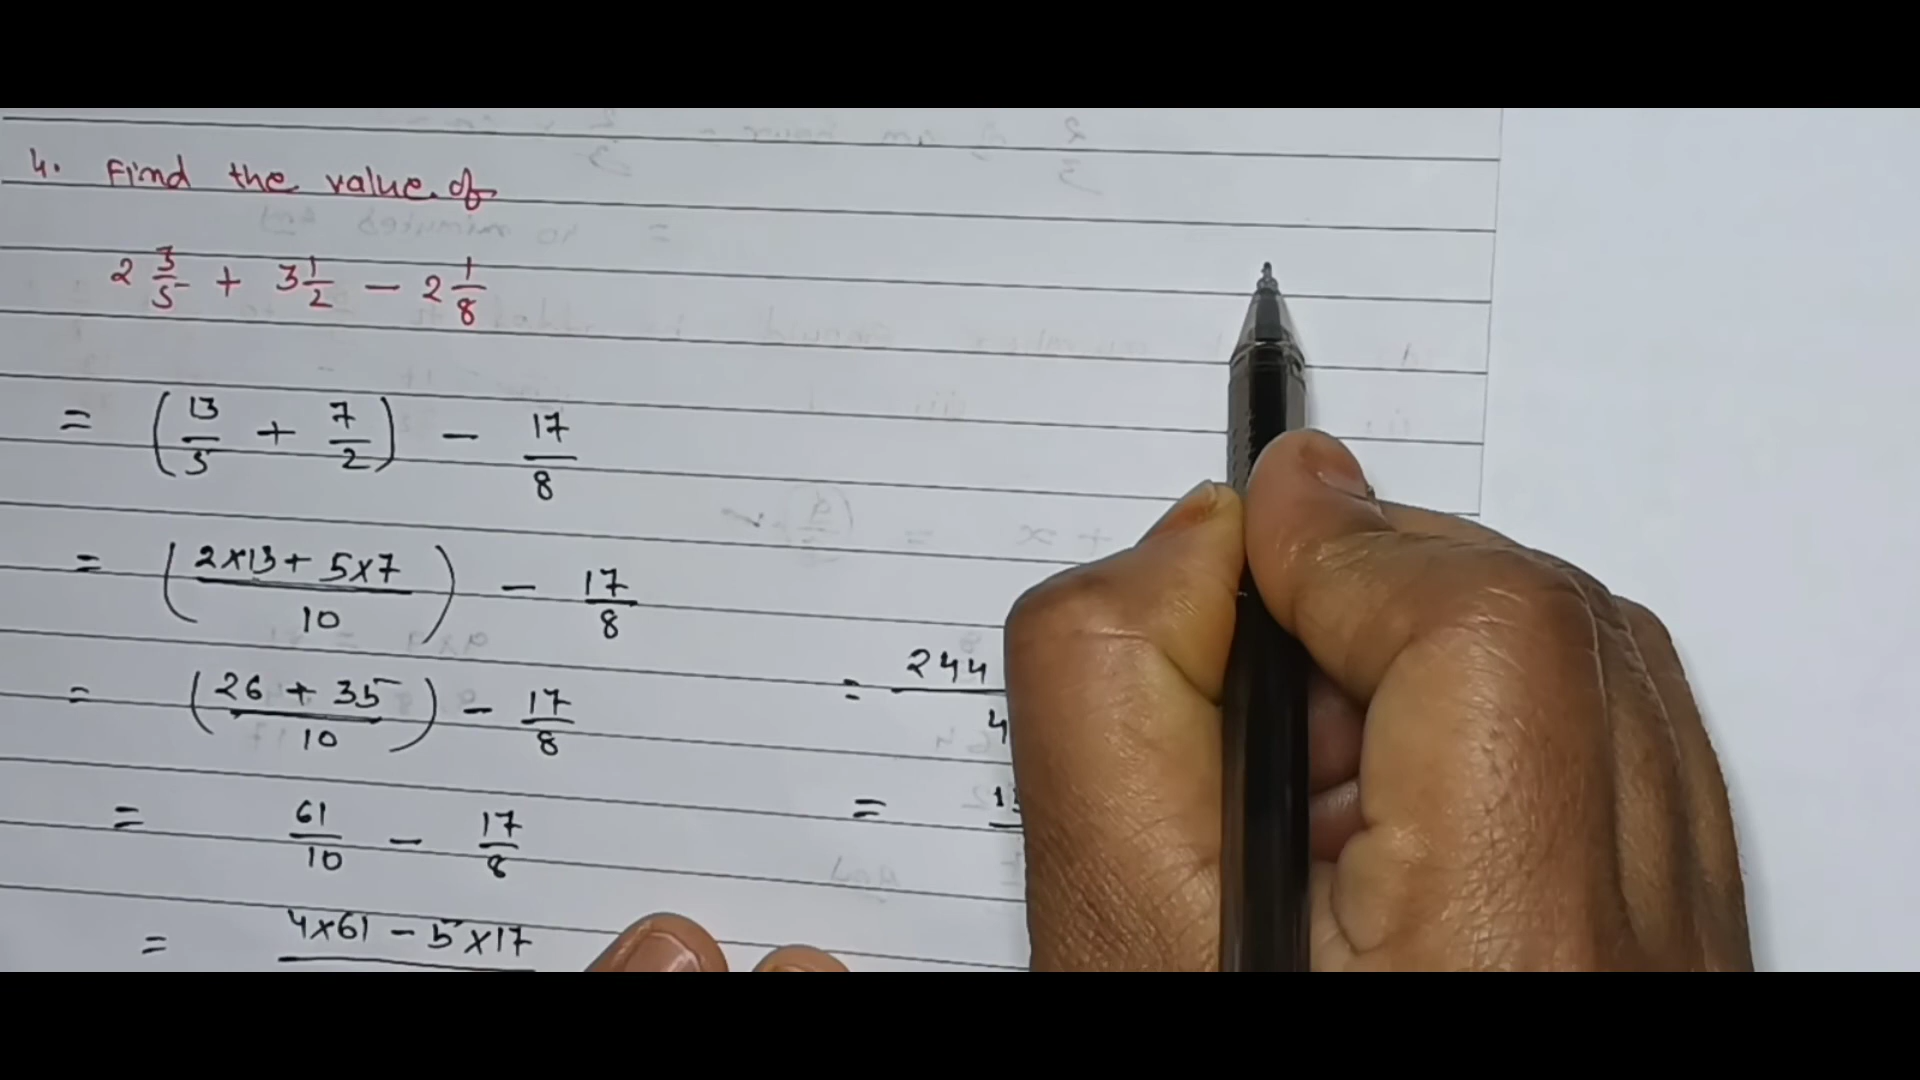 4. Find the value of
2 3/5 + 3 1/2 - 2 1/8
= (13/5 + 7/2) - 17/8
= ((2×13 + 5×7)/10) - 17/8
= ((26 + 35)/10) - 17/8
= 61/10 - 17/8
= 4×61 - 5×17
= 244
4
=